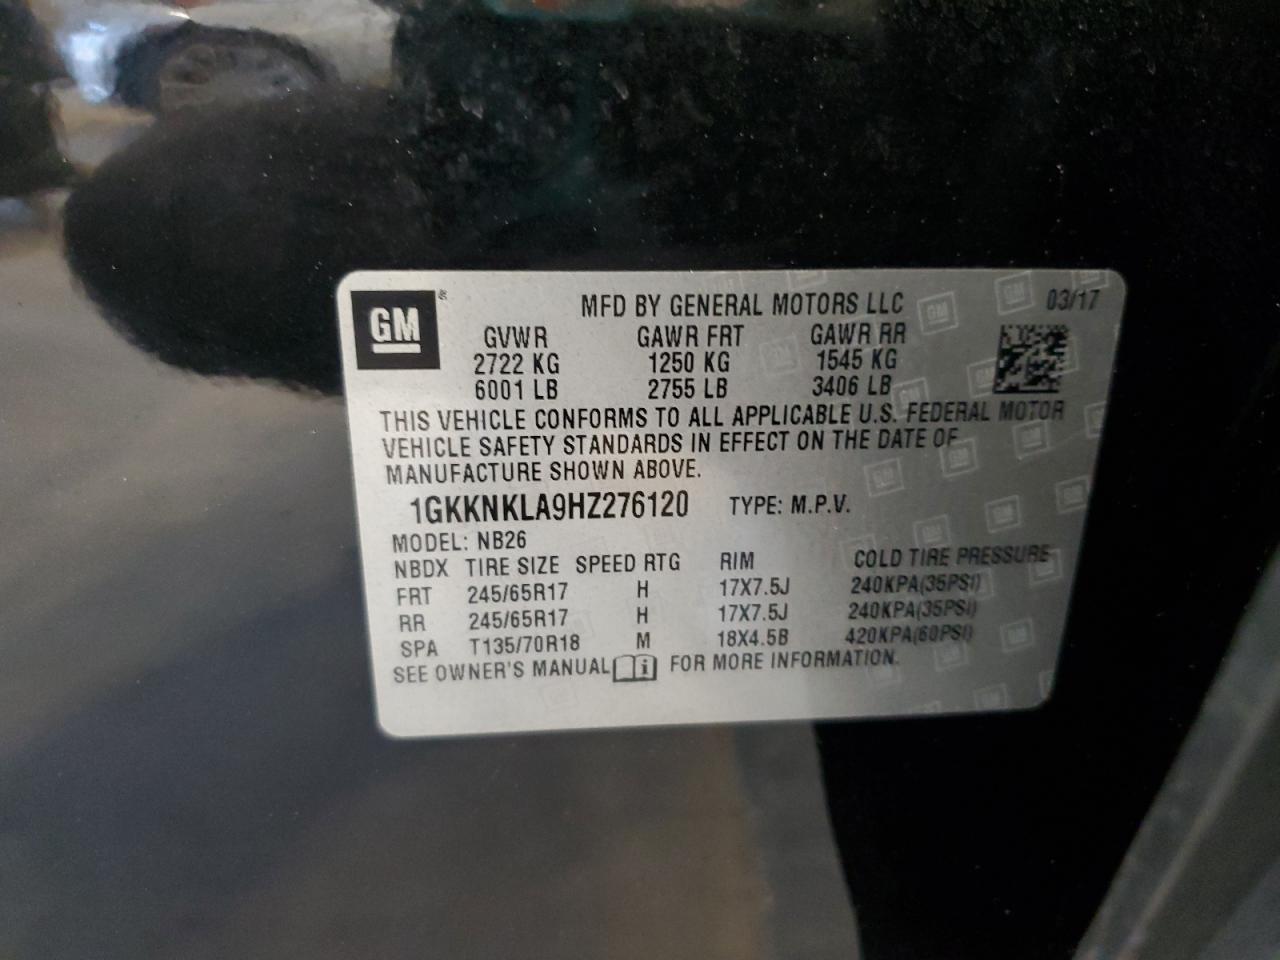 GM
MFD BY GENERAL MOTORS LLC 03/17
GVWR GAWR FRT GAWR RR
2722 KG 1250 KG 1545 KG
6001 LB 2755 LB 3406 LB
THIS VEHICLE CONFORMS TO ALL APPLICABLE U.S. FEDERAL MOTOR
VEHICLE SAFETY STANDARDS IN EFFECT ON THE DATE OF
MANUFACTURE SHOWN ABOVE.
1GKKNKLA9HZ276120 TYPE: M.P.V.
MODEL: NB26
NBDX TIRE SIZE SPEED RTG RIM COLD TIRE PRESSURE
FRT 245/65R17 H 17X7.5J 240KPA(35PSI)
RR 245/65R17 H 17X7.5J 240KPA(35PSI)
SPA T135/70R18 M 18X4.5B 420KPA(60PSI)
SEE OWNER'S MANUAL i FOR MORE INFORMATION.